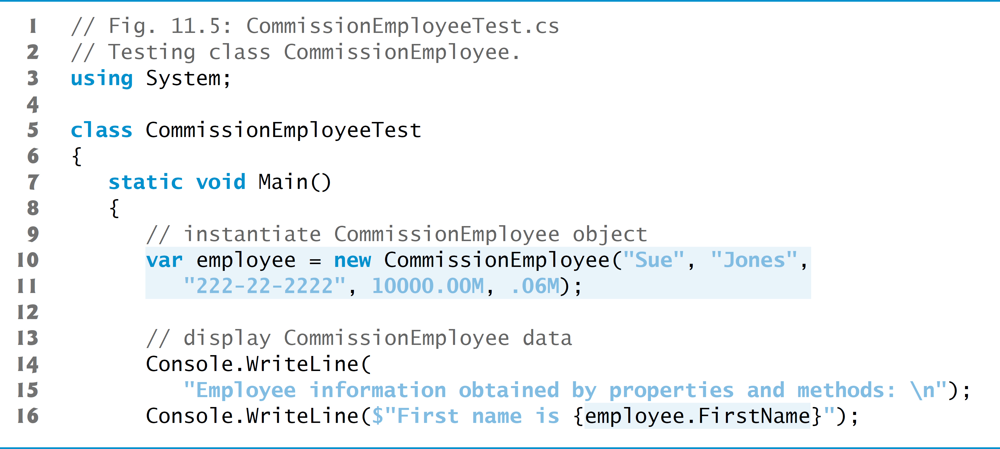 1 // Fig. 11.5: CommissionEmployeeTest.cs
2 // Testing class CommissionEmployee.
3 using System;
4
5 class CommissionEmployeeTest
6 {
7 static void Main()
8 {
9 // instantiate CommissionEmployee object
10 var employee = new CommissionEmployee("Sue", "Jones",
11 "222-22-2222", 10000.00M, .06M);
12
13 // display CommissionEmployee data
14 Console.WriteLine(
15 "Employee information obtained by properties and methods: \n");
16 Console.WriteLine($"First name is {employee.FirstName}");